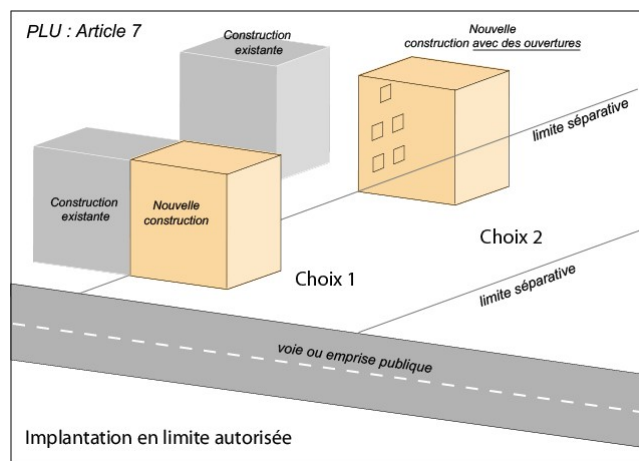 PLU : Article 7
Construction
existante
Nouvelle
construction avec des ouvertures
limite séparative
Construction
existante
Nouvelle
construction
Choix 2
Choix 1
limite séparative
voie ou emprise publique
Implantation en limite autorisée